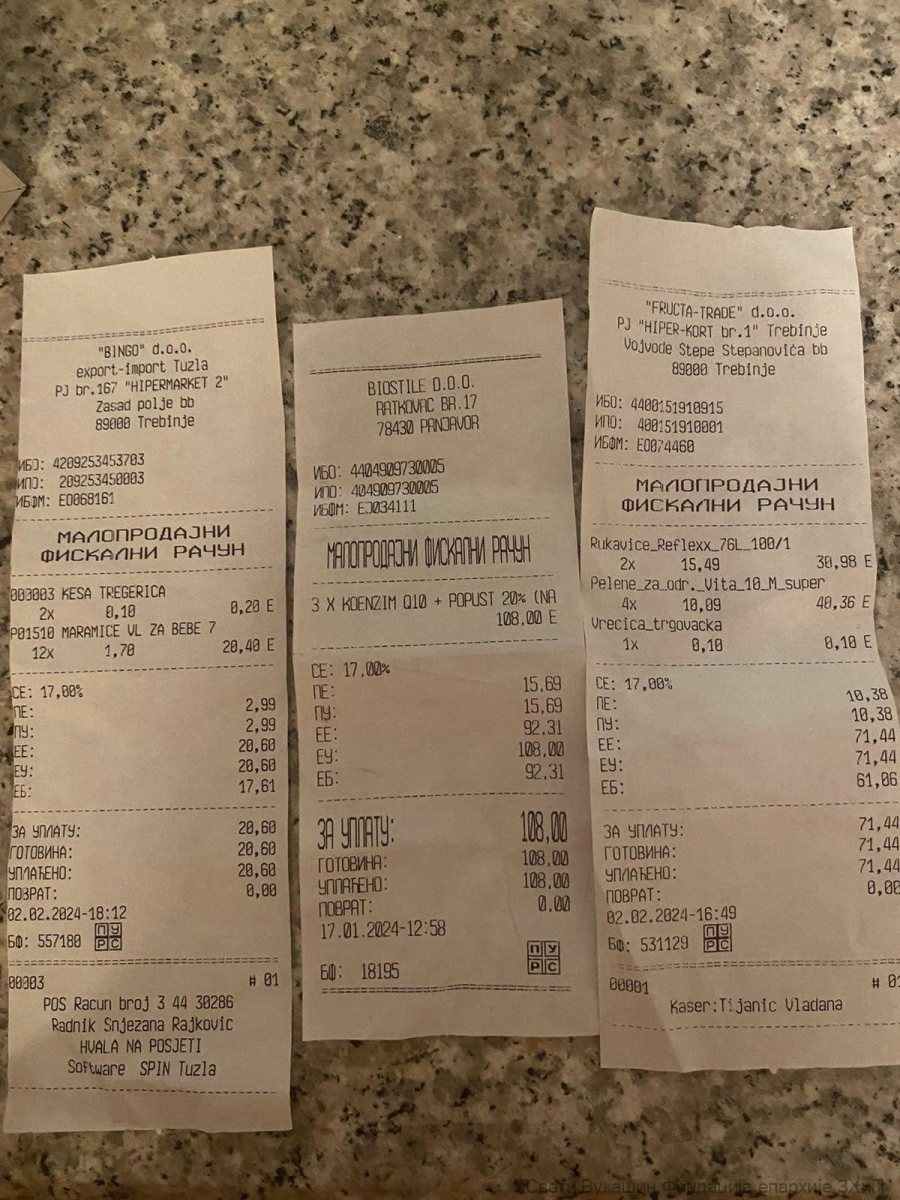 "BINGO" d.o.o.
export-import Tuzla
PJ br.167 "HIPERMARKET 2"
Zasad polje bb
89000 Trebinje
ИБО: 4209253453703
ИПО: 209253450003
ИБФМ: EO068161
МАЛОПРОДАЈНИ
ФИСКАЛНИ РАЧУН
000003 KESA TREGERICA
2x 0,10 0,20 E
P01510 MARAMICE VL ZA BEBE 7
12x 1,70 20,40 E
СЕ: 17,00%
ПЕ: 2,99
ПУ: 2,99
ЕЕ: 20,60
ЕУ: 20,60
ЕБ: 17,61
ЗА УПЛАТУ: 20,60
ГОТОВИНА: 20,60
УПЛАЋЕНО: 20,60
ПОВРАТ: 0,00
02.02.2024-18:12
БФ: 557180 ПУРС
00003 # 01
POS Racun broj 3 44 30286
Radnik Snjezana Rajkovic
HVALA NA POSJETI
Software SPIN Tuzla
BIOSTILE D.O.O.
RATKOVAC BR.17
78430 PRNJAVOR
ИБО: 4404909730005
ИПО: 404909730005
ИБФМ: EJ034111
МАЛОПРОДАЈНИ ФИСКАЛНИ РАЧУН
3 X KOENZIM Q10 + POPUST 20% (NA
108,00 E
СЕ: 17,00%
ПЕ: 15,69
ПУ: 15,69
ЕЕ: 92,31
ЕУ: 108,00
ЕБ: 92,31
ЗА УПЛАТУ: 108,00
ГОТОВИНА: 108,00
УПЛАЋЕНО: 108,00
ПОВРАТ: 0,00
17.01.2024-12:58
БФ: 18195 ПУРС
"FRUCTA-TRADE" d.o.o.
PJ "HIPER-KORT br.1" Trebinje
Vojvode Stepe Stepanovića bb
89000 Trebinje
ИБО: 4400151910915
ИПО: 400151910001
ИБФМ: EO074460
МАЛОПРОДАЈНИ
ФИСКАЛНИ РАЧУН
Rukavice_Reflexx_76L_100/1
2x 15,49 30,98 E
Pelene_za_odr._Vita_10_M_super
4x 10,09 40,36 E
Vrecica_trgovacka
1x 0,10 0,10 E
СЕ: 17,00%
ПЕ: 10,38
ПУ: 10,38
ЕЕ: 71,44
ЕУ: 71,44
ЕБ: 61,06
ЗА УПЛАТУ: 71,44
ГОТОВИНА: 71,44
УПЛАЋЕНО: 71,44
ПОВРАТ: 0,00
02.02.2024-16:49
БФ: 531129 ПУРС
00001 # 01
Kaser:Tijanic Vladana
Свети Вукашин Фондација епархије ЗХиП